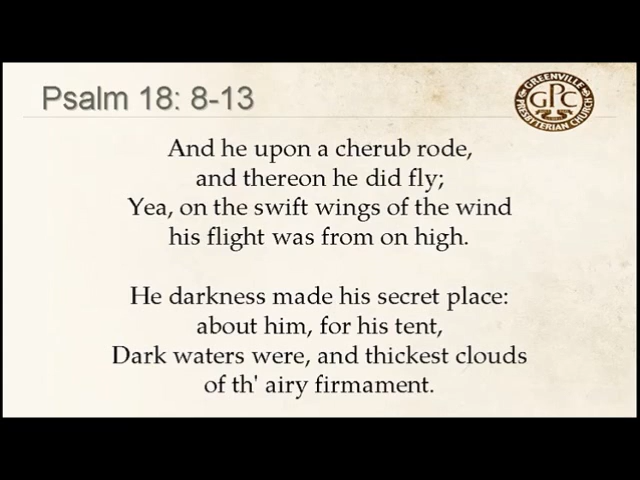 Psalm 18: 8-13
GREENVILLE
GPC
PRESBYTERIAN CHURCH
And he upon a cherub rode,
and thereon he did fly;
Yea, on the swift wings of the wind
his flight was from on high.
He darkness made his secret place:
about him, for his tent,
Dark waters were, and thickest clouds
of th' airy firmament.